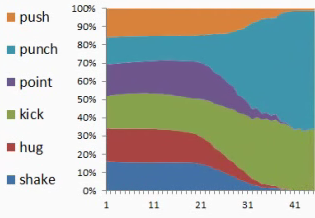 push
punch
point
kick
hug
shake
100%
90%
80%
70%
60%
50%
40%
30%
20%
10%
0%
1 11 21 31 41